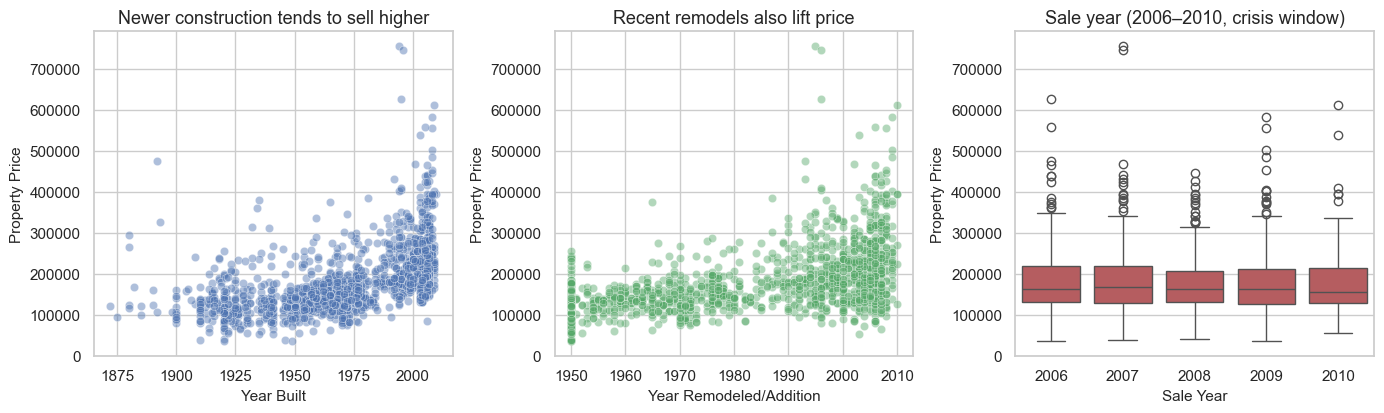 Newer construction tends to sell higher
700000
600000
500000
400000
300000
200000
100000
0
Property Price
1875 1900 1925 1950 1975 2000
Year Built
Recent remodels also lift price
700000
600000
500000
400000
300000
200000
100000
0
Property Price
1950 1960 1970 1980 1990 2000 2010
Year Remodeled/Addition
Sale year (2006–2010, crisis window)
700000
600000
500000
400000
300000
200000
100000
0
Property Price
2006 2007 2008 2009 2010
Sale Year